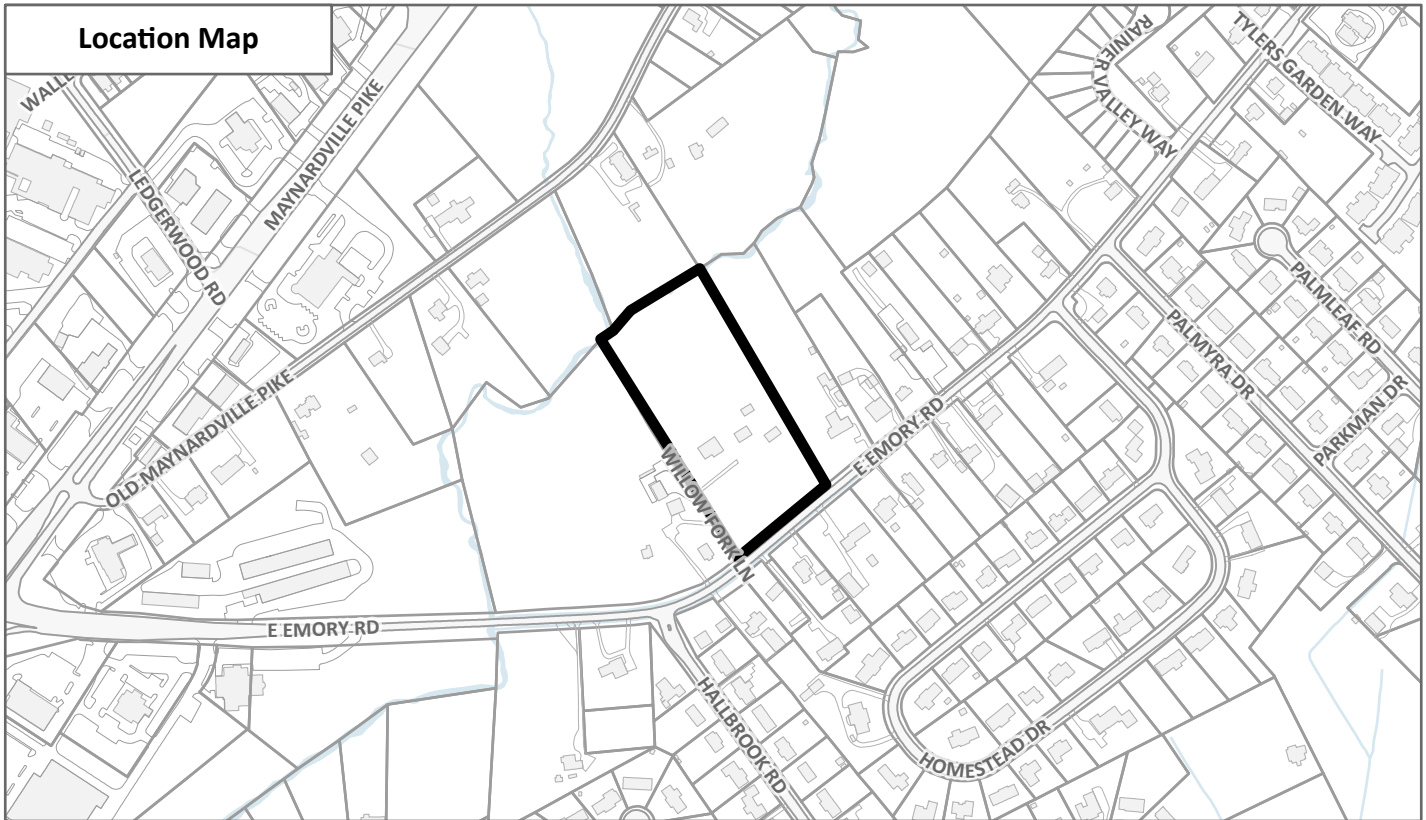 Location Map
WALLE
LEDGERWOOD RD
MAYNARDVILLE PIKE
OLD MAYNARDVILLE PIKE
RAINIER VALLEY WAY
TYLERS GARDEN WAY
PALMLEAF RD
PALMYRA DR
PARKMAN DR
E EMORY RD
WILLOW FORK LN
E EMORY RD
HALLBROOK RD
HOMESTEAD DR